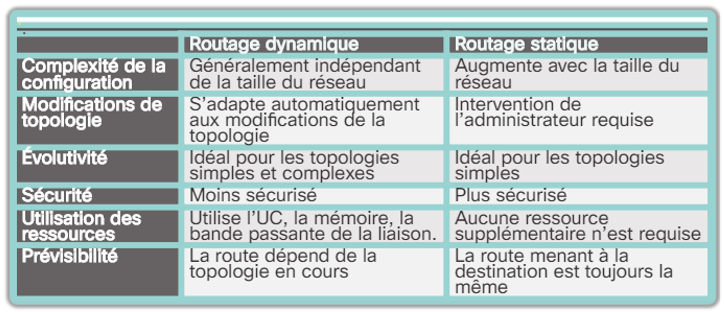 Routage dynamique Routage statique
Complexité de la Généralement indépendant Augmente avec la taille du
configuration de la taille du réseau réseau
Modifications de S’adapte automatiquement Intervention de
topologie aux modifications de la l’administrateur requise
topologie
Évolutivité Idéal pour les topologies Idéal pour les topologies
simples et complexes simples
Sécurité Moins sécurisé Plus sécurisé
Utilisation des Utilise l’UC, la mémoire, la Aucune ressource
ressources bande passante de la liaison. supplémentaire n’est requise
Prévisibilité La route dépend de la La route menant à la
topologie en cours destination est toujours la
même